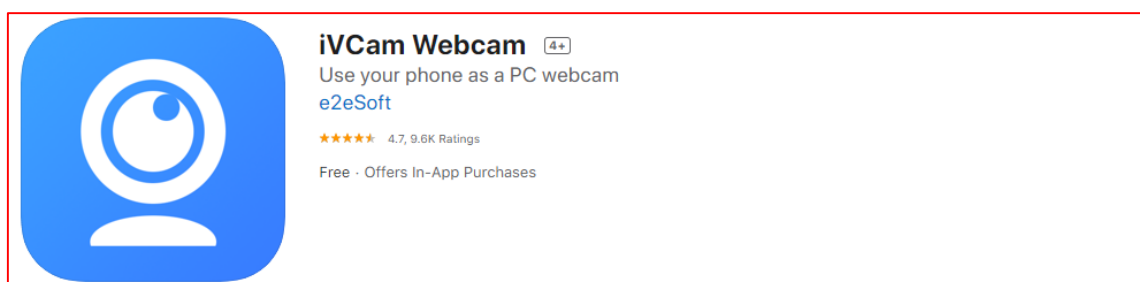 iVCam Webcam 4+
Use your phone as a PC webcam
e2eSoft
4.7, 9.6K Ratings
Free · Offers In-App Purchases